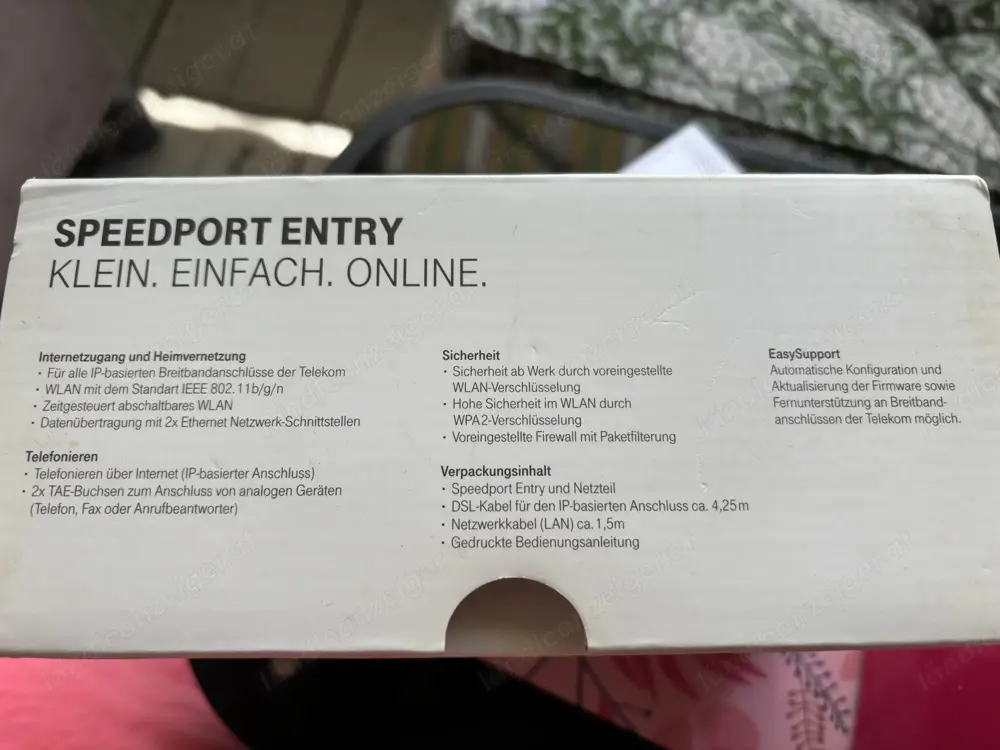 SPEEDPORT ENTRY
KLEIN. EINFACH. ONLINE.
Internetzugang und Heimvernetzung
· Für alle IP-basierten Breitbandanschlüsse der Telekom
· WLAN mit dem Standart IEEE 802.11b/g/n
· Zeitgesteuert abschaltbares WLAN
· Datenübertragung mit 2x Ethernet Netzwerk-Schnittstellen
Telefonieren
· Telefonieren über Internet (IP-basierter Anschluss)
· 2x TAE-Buchsen zum Anschluss von analogen Geräten
(Telefon, Fax oder Anrufbeantworter)
Sicherheit
· Sicherheit ab Werk durch voreingestellte
WLAN-Verschlüsselung
· Hohe Sicherheit im WLAN durch
WPA2-Verschlüsselung
· Voreingestellte Firewall mit Paketfilterung
Verpackungsinhalt
· Speedport Entry und Netzteil
· DSL-Kabel für den IP-basierten Anschluss ca. 4,25m
· Netzwerkkabel (LAN) ca. 1,5m
· Gedruckte Bedienungsanleitung
EasySupport
Automatische Konfiguration und
Aktualisierung der Firmware sowie
Fernunterstützung an Breitband-
anschlüssen der Telekom möglich.